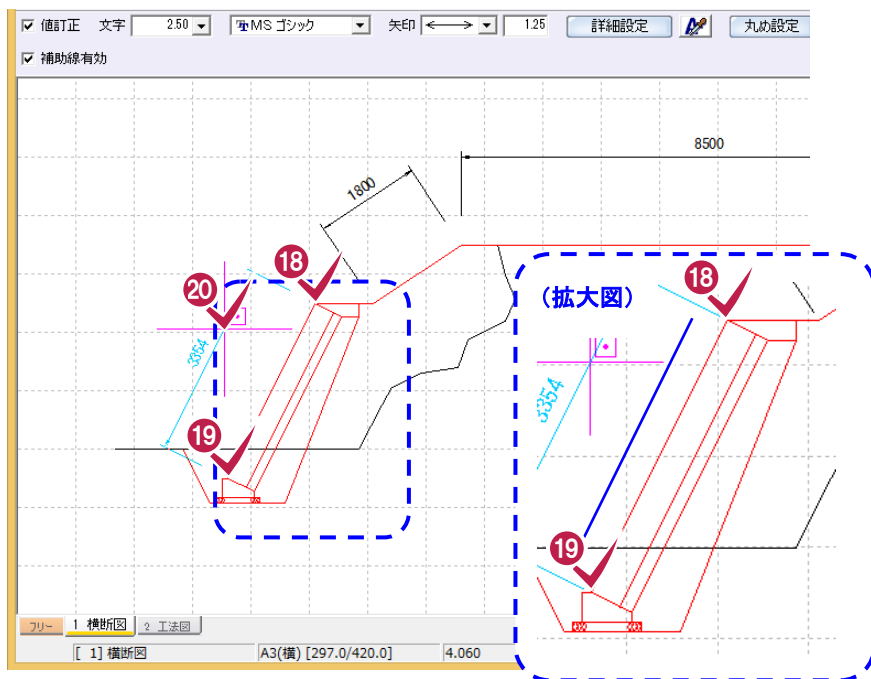 値訂正 文字 2.50 MS ゴシック 矢印 1.25 詳細設定 丸め設定
補助線有効
8500
1800
18
20
3354
19
(拡大図)
18
3354
19
フリー 1 横断図 2 工法図
[ 1] 横断図 A3(横) [297.0/420.0] 4.060